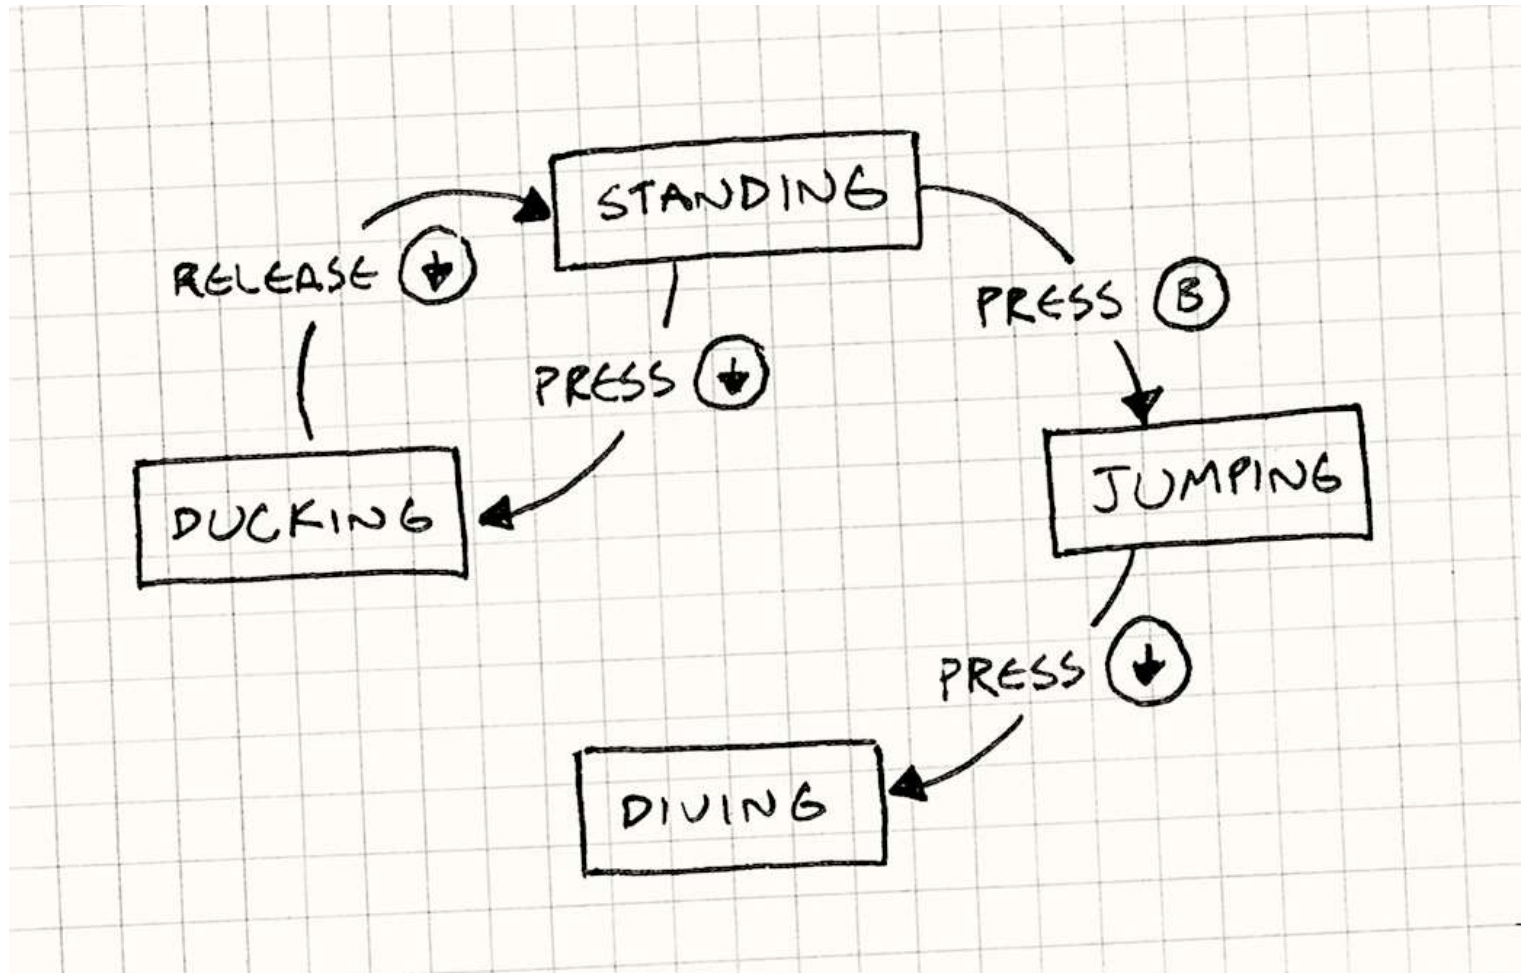 STANDING
RELEASE ↓
PRESS B
PRESS ↓
DUCKING
JUMPING
PRESS ↓
DIVING